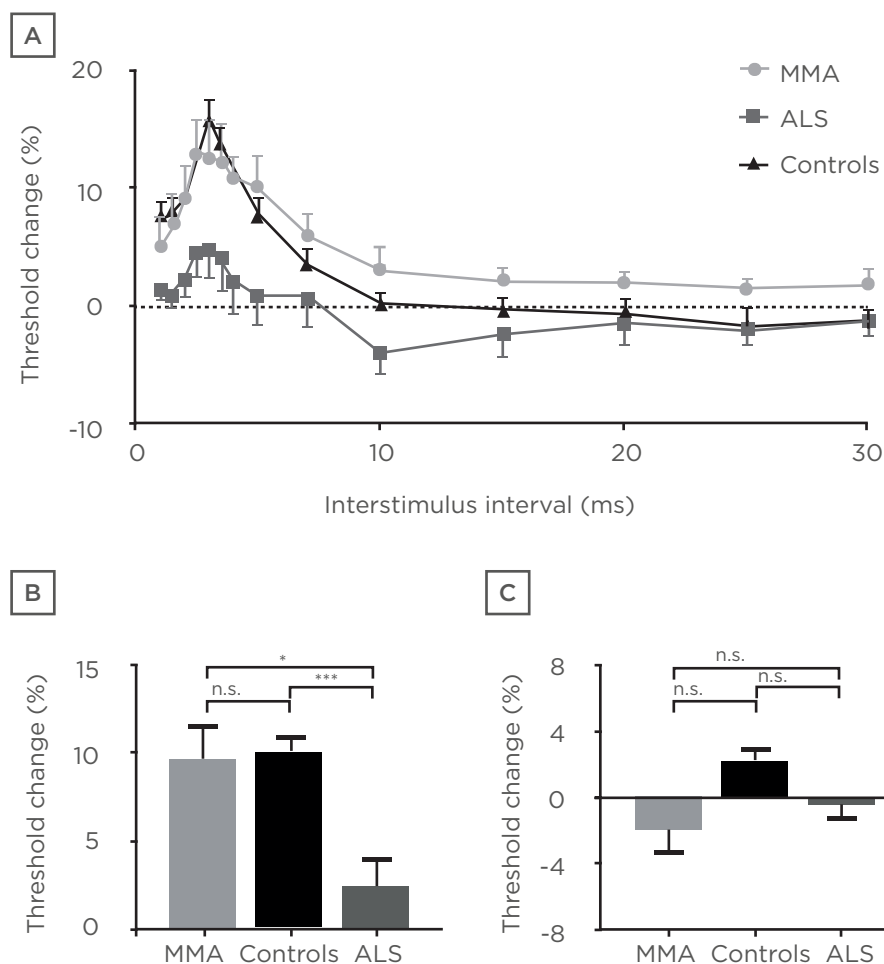 A
20
10
0
-10
Threshold change (%)
MMA
ALS
Controls
0 10 20 30
Interstimulus interval (ms)
B
15
10
5
0
Threshold change (%)
*
n.s. ***
MMA Controls ALS
C
8
4
0
-4
-8
Threshold change (%)
n.s.
n.s. n.s.
MMA Controls ALS